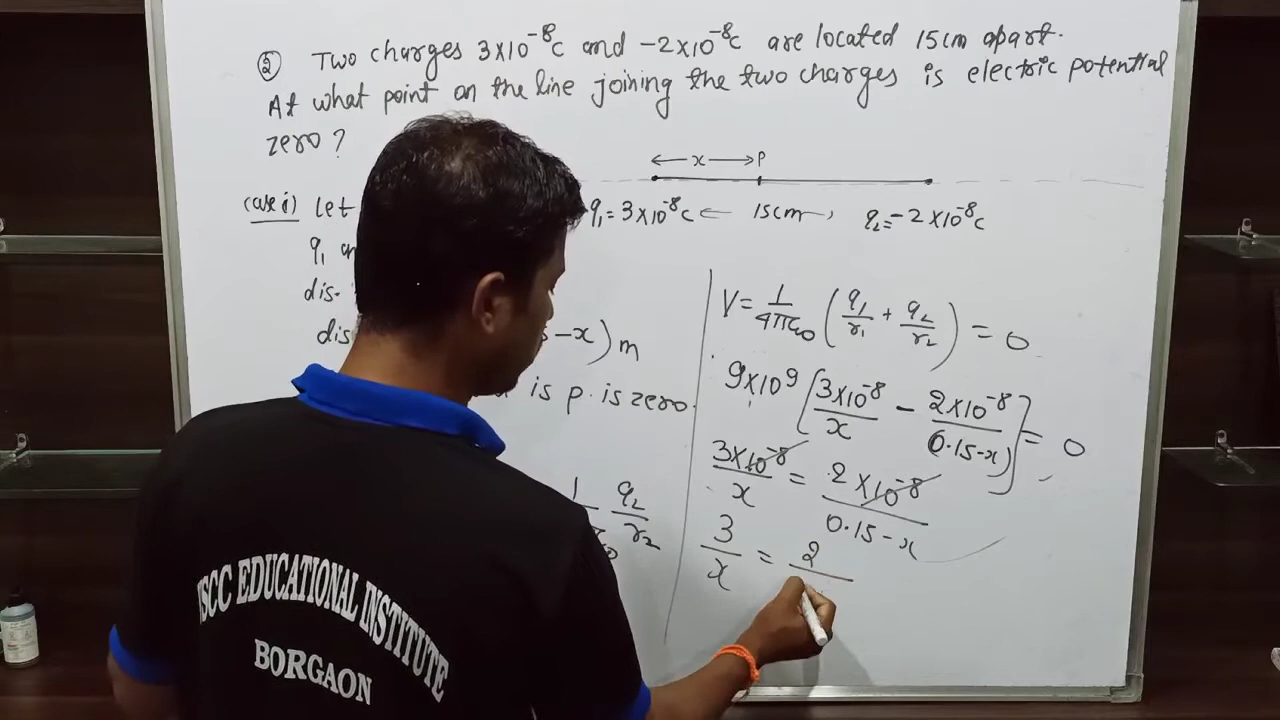 ② Two charges 3×10⁻⁸c and -2×10⁻⁸c are located 15cm apart.
At what point on the line joining the two charges is electric potential
zero?
← x → P
(case i) Let
q₁ = 3×10⁻⁸c ← 15cm → q₂ = -2×10⁻⁸c
q₁
dis-
dis
-x) m
is p. is zero.
1 q₂
r₂
V = 1/4πε₀ (q₁/r₁ + q₂/r₂) = 0
9×10⁹ [3×10⁻⁸/x - 2×10⁻⁸/0.15-x)] = 0
3×10⁻⁸/x = 2×10⁻⁸/0.15-x
3/x = 2/
ISCC EDUCATIONAL INSTITUTE
BORGAON